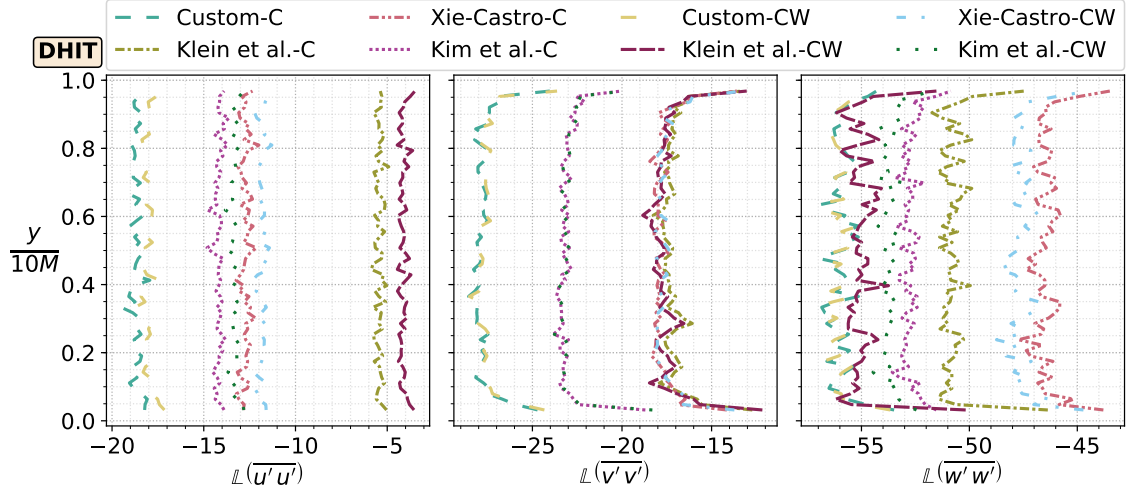 Custom-C Xie-Castro-C Custom-CW Xie-Castro-CW
Klein et al.-C Kim et al.-C Klein et al.-CW Kim et al.-CW
DHIT
1.0
0.8
0.6
y
10M
0.4
0.2
0.0
−20 −15 −10 −5 −25 −20 −15 −55 −50 −45
𝕃(u′ u′) 𝕃(v′ v′) 𝕃(w′ w′)